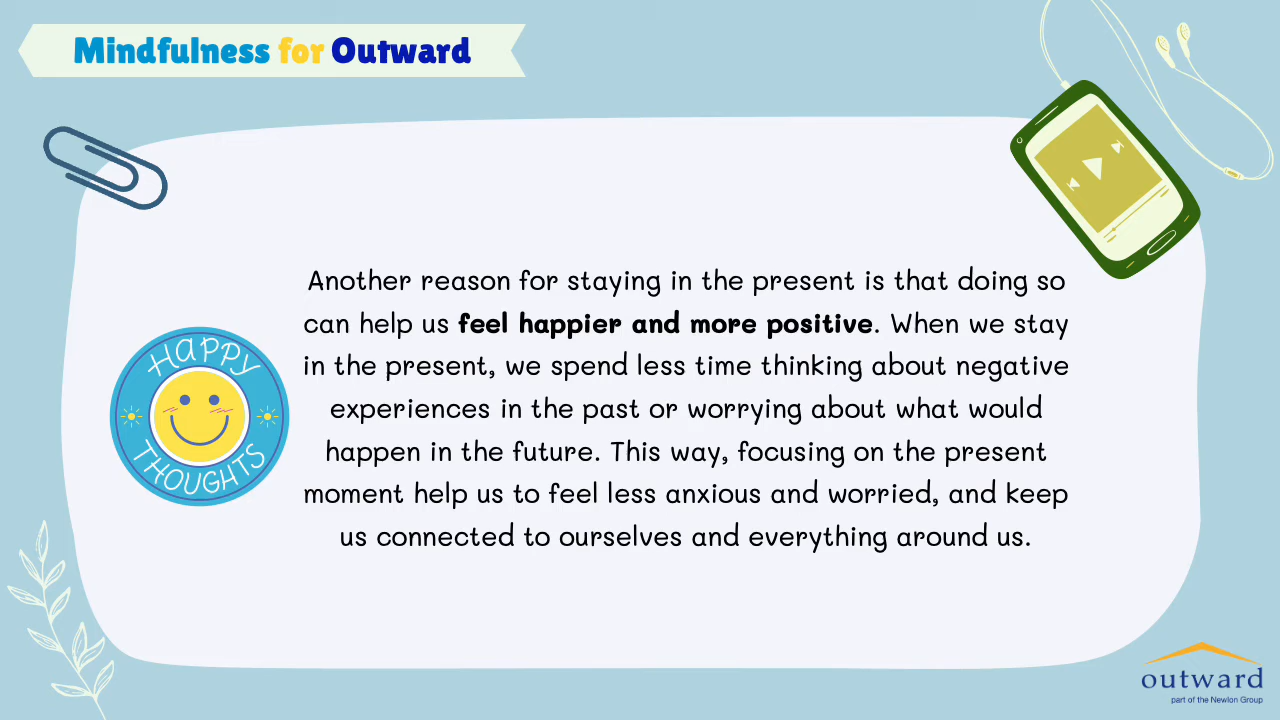 Mindfulness for Outward
Another reason for staying in the present is that doing so
can help us feel happier and more positive. When we stay
in the present, we spend less time thinking about negative
experiences in the past or worrying about what would
happen in the future. This way, focusing on the present
moment help us to feel less anxious and worried, and keep
us connected to ourselves and everything around us.
HAPPY
THOUGHTS
outward
part of the Newlon Group